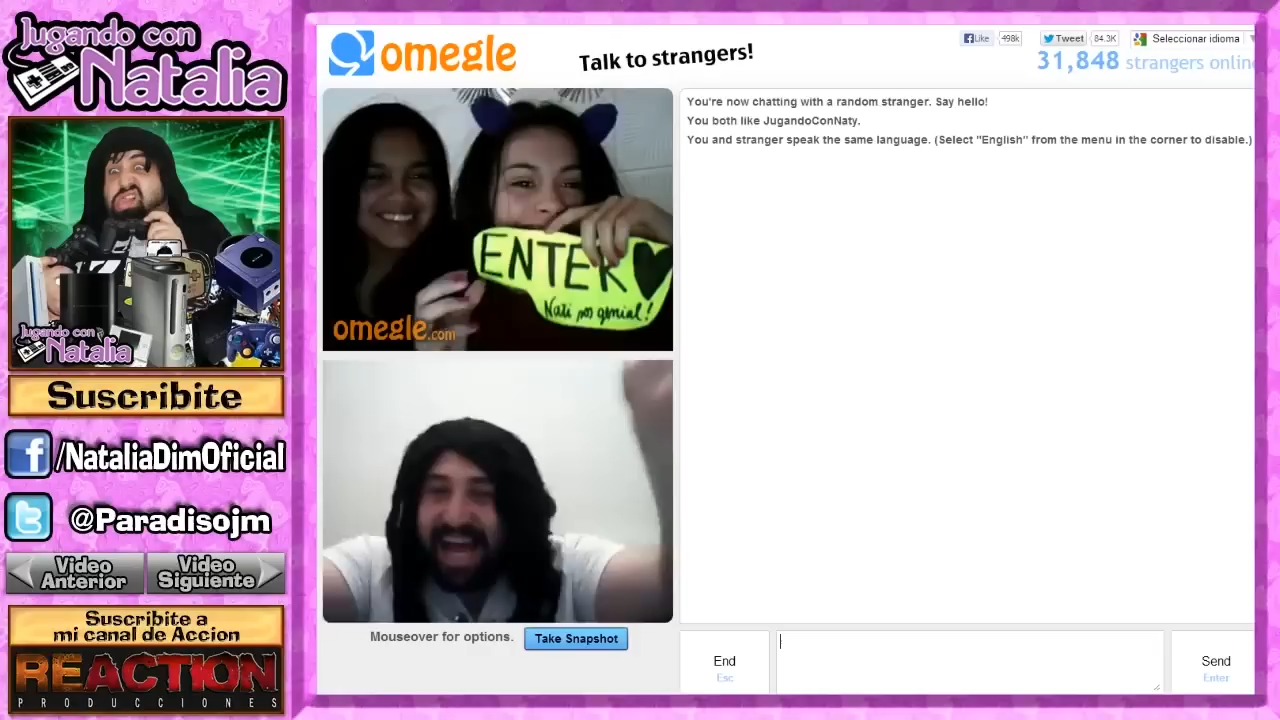 Jugando con
Natalia
Jugando con
Natalia
Suscribite
/NataliaDimOficial
@Paradisojm
Video
Anterior
Video
Siguiente
Suscribite a
mi canal de Accion
REACTION
PRODUCCIONES
omegle
Talk to strangers!
Like
498k
Tweet
84.3K
Seleccionar idioma
31,848 strangers online
ENTER
Nati sos genial!
omegle.com
You're now chatting with a random stranger. Say hello!
You both like JugandoConNaty.
You and stranger speak the same language. (Select "English" from the menu in the corner to disable.)
Mouseover for options.
Take Snapshot
End
Esc
Send
Enter